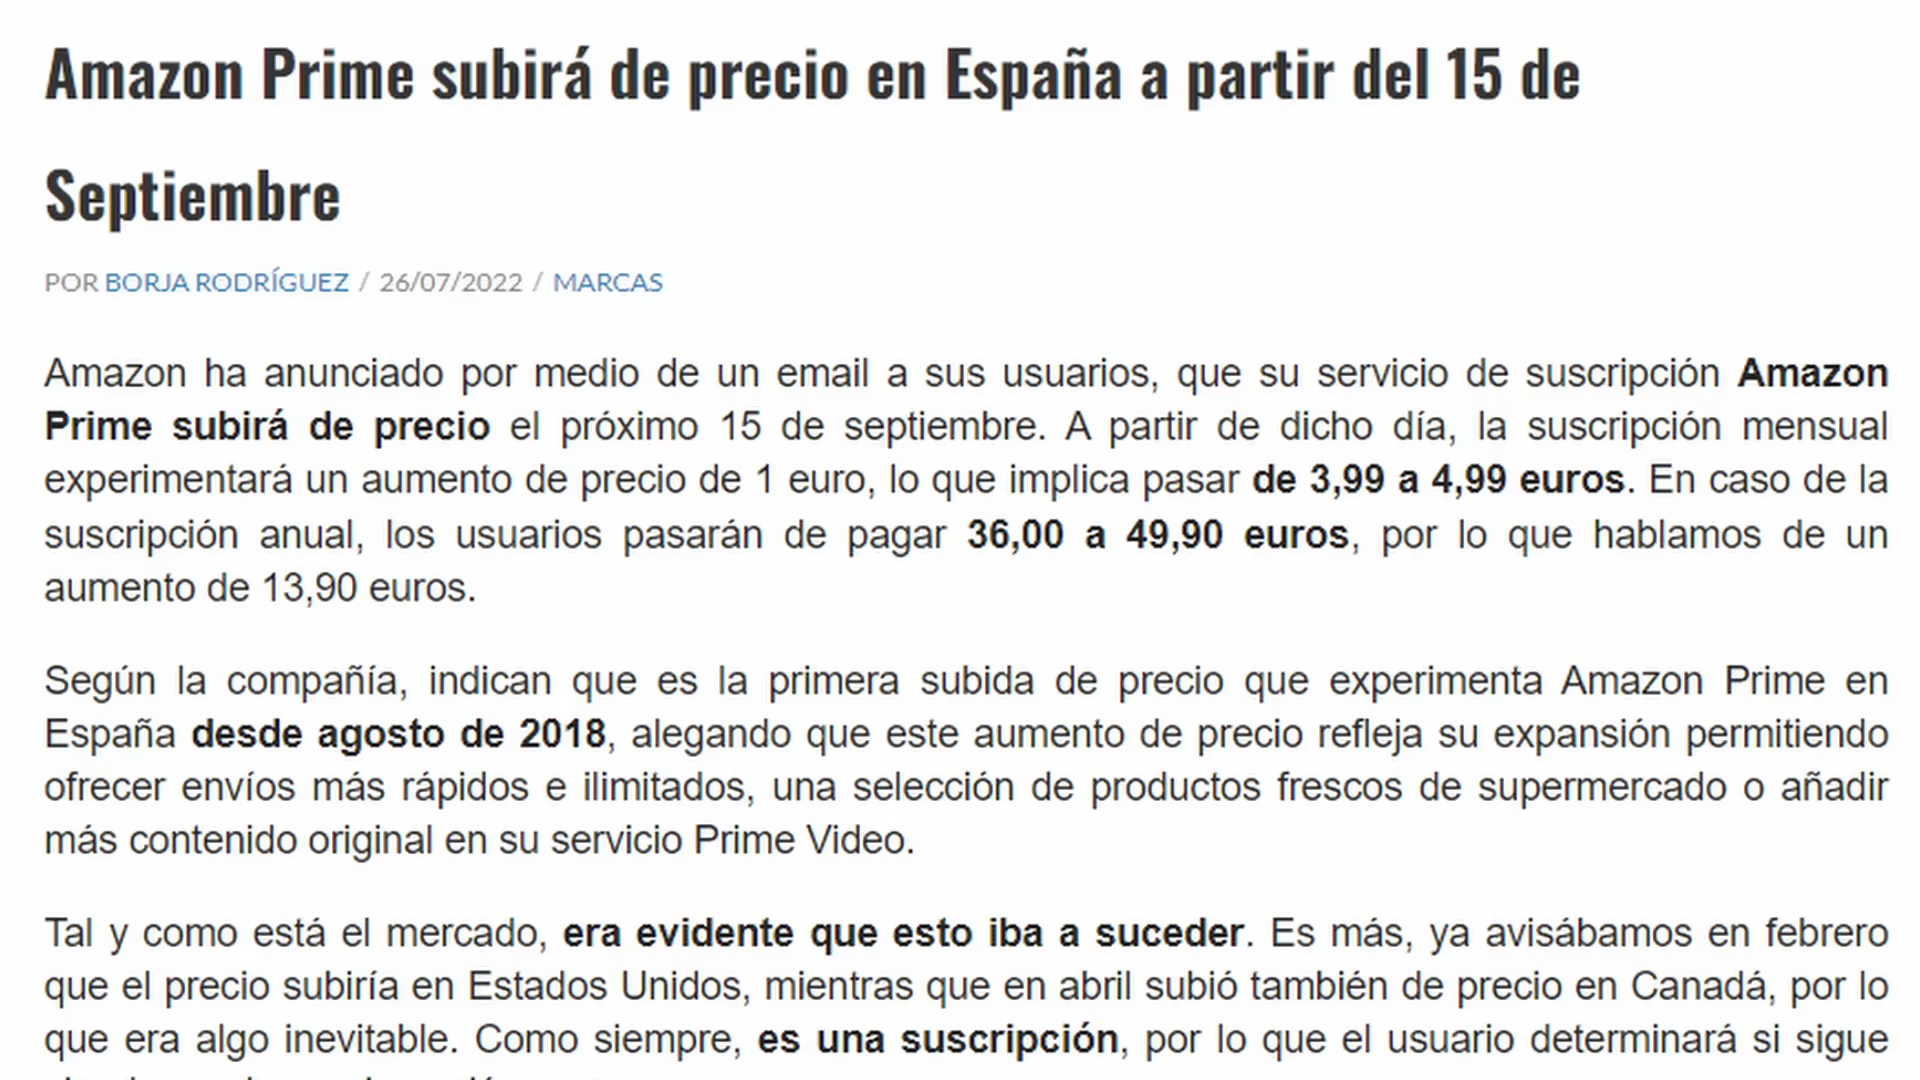 Amazon Prime subirá de precio en España a partir del 15 de
Septiembre
POR BORJA RODRÍGUEZ / 26/07/2022 / MARCAS
Amazon ha anunciado por medio de un email a sus usuarios, que su servicio de suscripción Amazon
Prime subirá de precio el próximo 15 de septiembre. A partir de dicho día, la suscripción mensual
experimentará un aumento de precio de 1 euro, lo que implica pasar de 3,99 a 4,99 euros. En caso de la
suscripción anual, los usuarios pasarán de pagar 36,00 a 49,90 euros, por lo que hablamos de un
aumento de 13,90 euros.
Según la compañía, indican que es la primera subida de precio que experimenta Amazon Prime en
España desde agosto de 2018, alegando que este aumento de precio refleja su expansión permitiendo
ofrecer envíos más rápidos e ilimitados, una selección de productos frescos de supermercado o añadir
más contenido original en su servicio Prime Video.
Tal y como está el mercado, era evidente que esto iba a suceder. Es más, ya avisábamos en febrero
que el precio subiría en Estados Unidos, mientras que en abril subió también de precio en Canadá, por lo
que era algo inevitable. Como siempre, es una suscripción, por lo que el usuario determinará si sigue